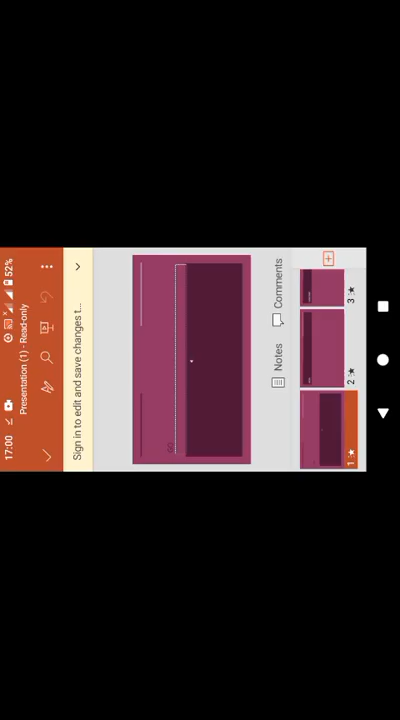 17:00
52%
Presentation (1) - Read-only
Sign in to edit and save changes t...
Notes
Comments
1
2
3